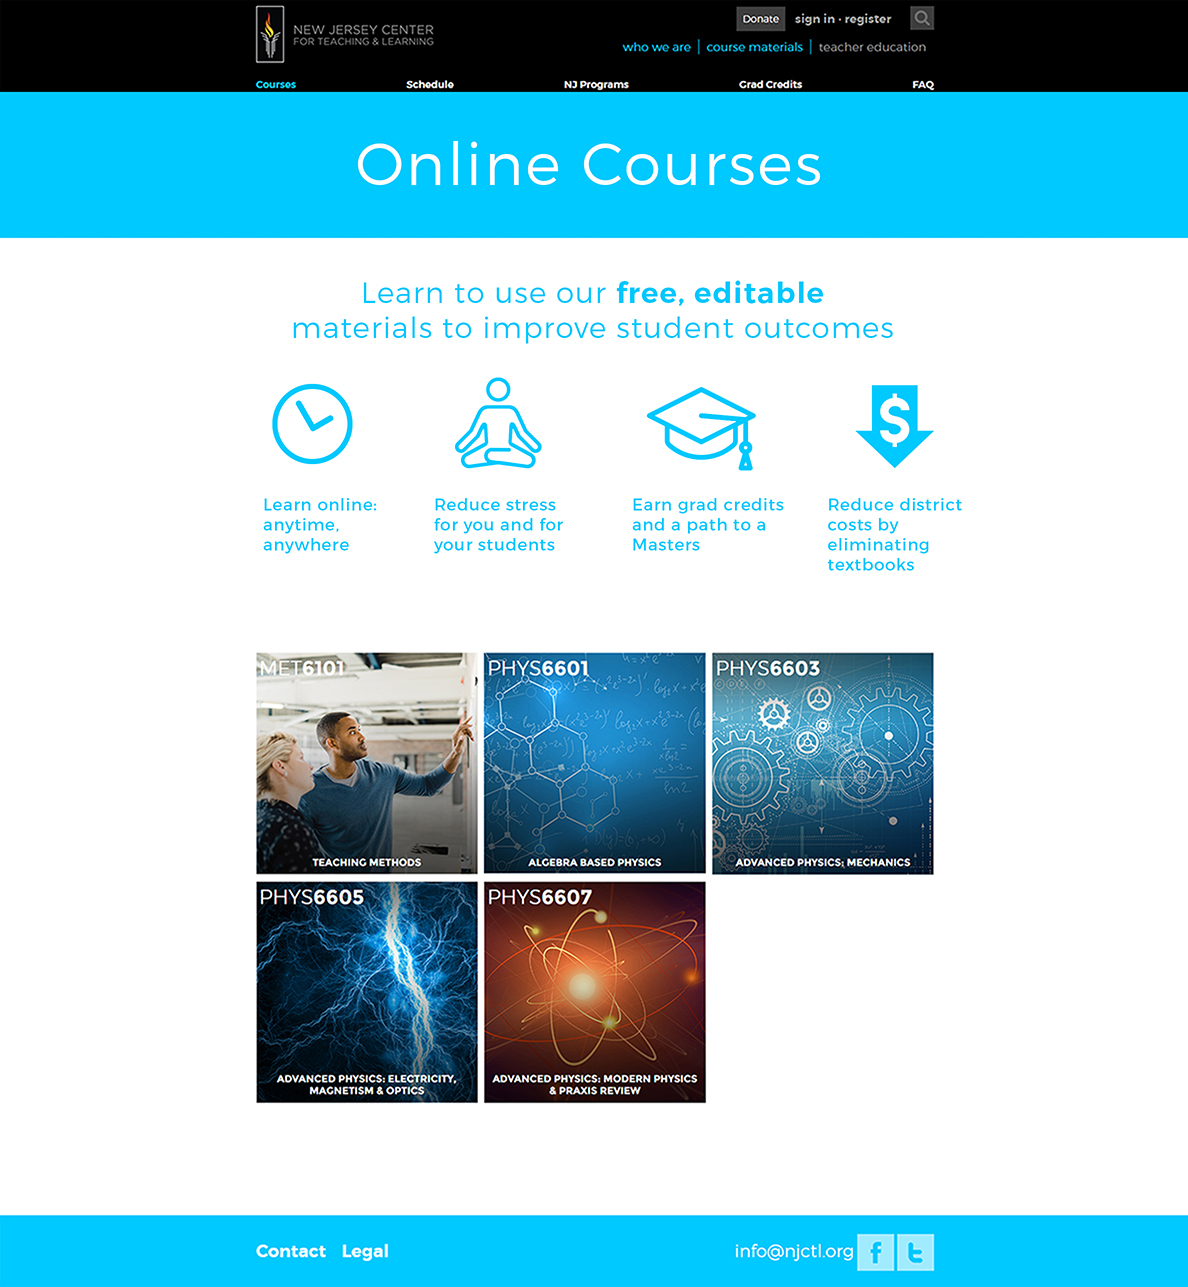 NEW JERSEY CENTER
FOR TEACHING & LEARNING
Donate
sign in · register
who we are | course materials | teacher education
Courses
Schedule
NJ Programs
Grad Credits
FAQ
Online Courses
Learn to use our free, editable
materials to improve student outcomes
Learn online:
anytime,
anywhere
Reduce stress
for you and for
your students
Earn grad credits
and a path to a
Masters
$
Reduce district
costs by
eliminating
textbooks
MET6101
TEACHING METHODS
PHYS6601
ALGEBRA BASED PHYSICS
PHYS6603
ADVANCED PHYSICS: MECHANICS
PHYS6605
ADVANCED PHYSICS: ELECTRICITY,
MAGNETISM & OPTICS
PHYS6607
ADVANCED PHYSICS: MODERN PHYSICS
& PRAXIS REVIEW
Contact
Legal
info@njctl.org